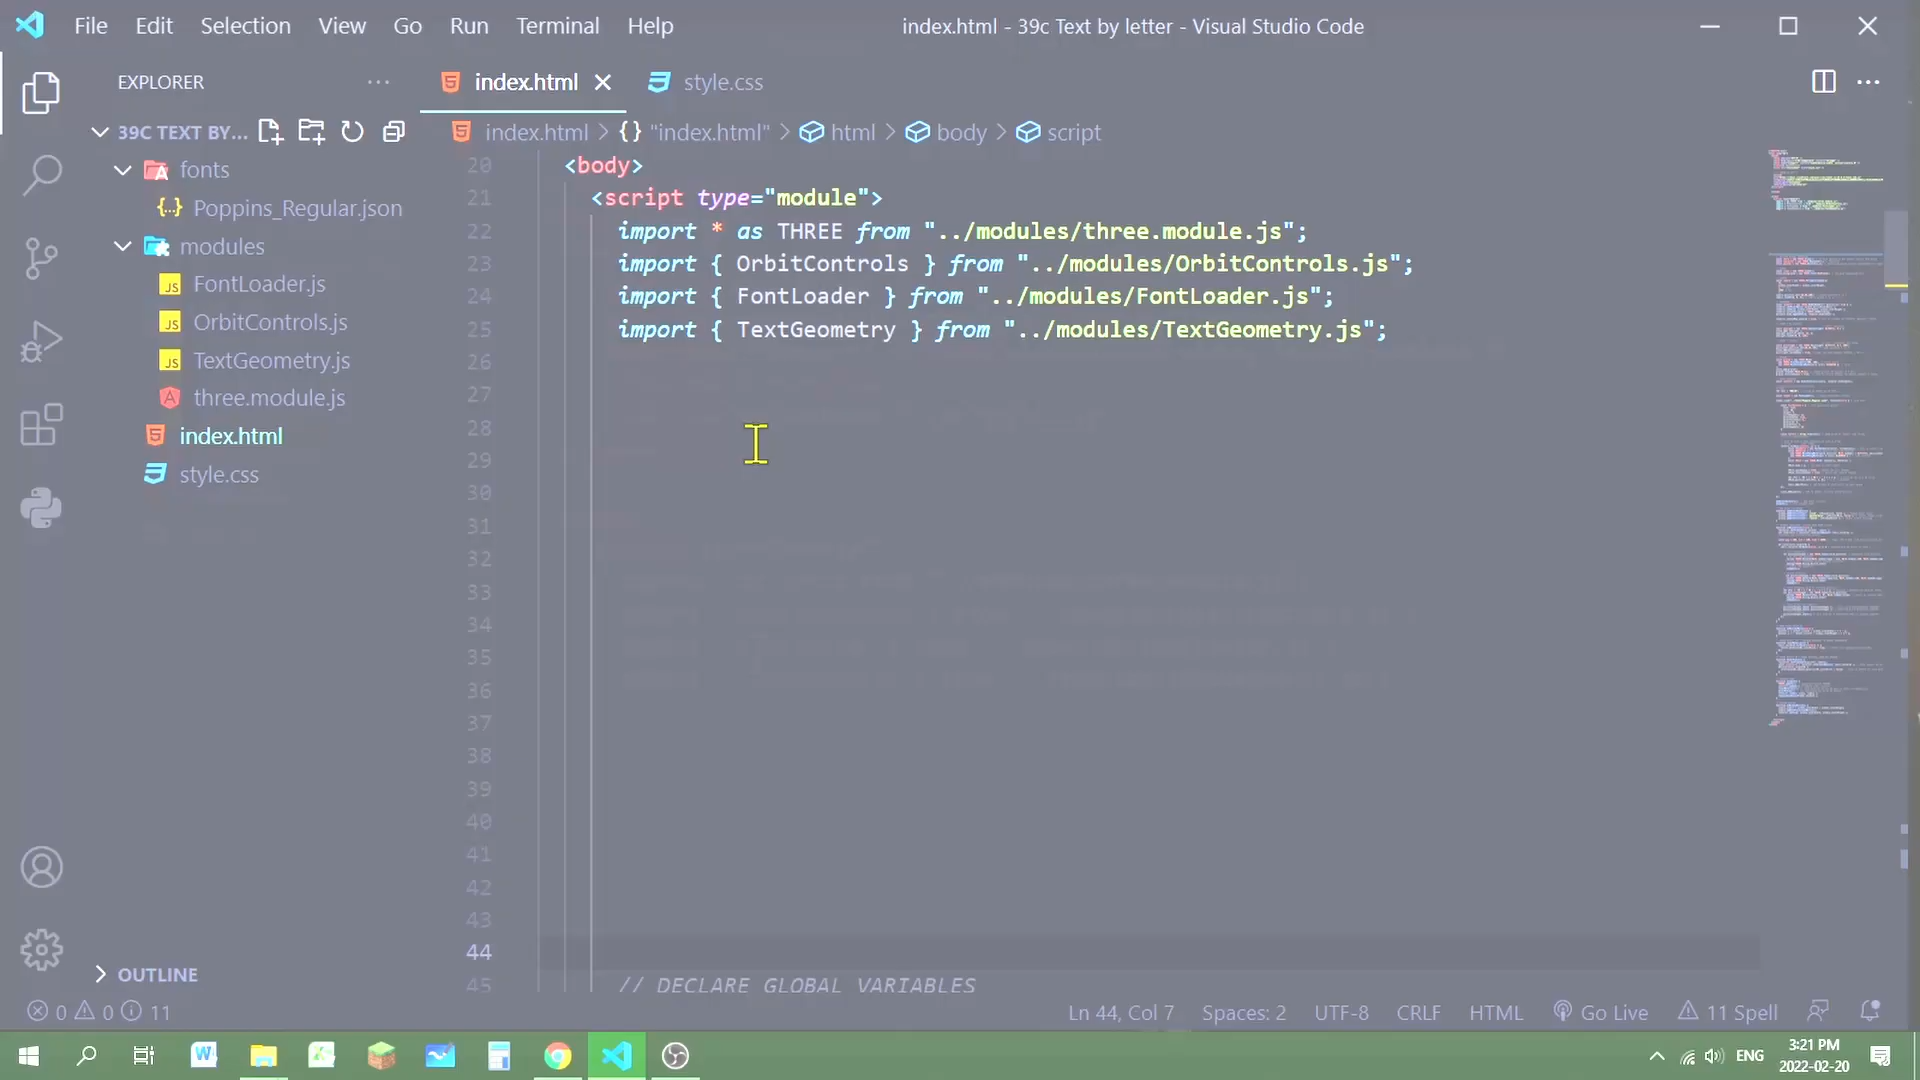 File Edit Selection View Go Run Terminal Help
index.html - 39c Text by letter - Visual Studio Code
EXPLORER
index.html
style.css
39C TEXT BY...
index.html > {} "index.html" > html > body > script
fonts
Poppins_Regular.json
modules
FontLoader.js
OrbitControls.js
TextGeometry.js
three.module.js
index.html
style.css
OUTLINE
20 <body>
21 <script type="module">
22 import * as THREE from "../modules/three.module.js";
23 import { OrbitControls } from "../modules/OrbitControls.js";
24 import { FontLoader } from "../modules/FontLoader.js";
25 import { TextGeometry } from "../modules/TextGeometry.js";
26
27
28
29
30
31
32
33
34
35
36
37
38
39
40
41
42
43
44
45 // DECLARE GLOBAL VARIABLES
0 0 11
Ln 44, Col 7 Spaces: 2 UTF-8 CRLF HTML Go Live 11 Spell
ENG
3:21 PM
2022-02-20